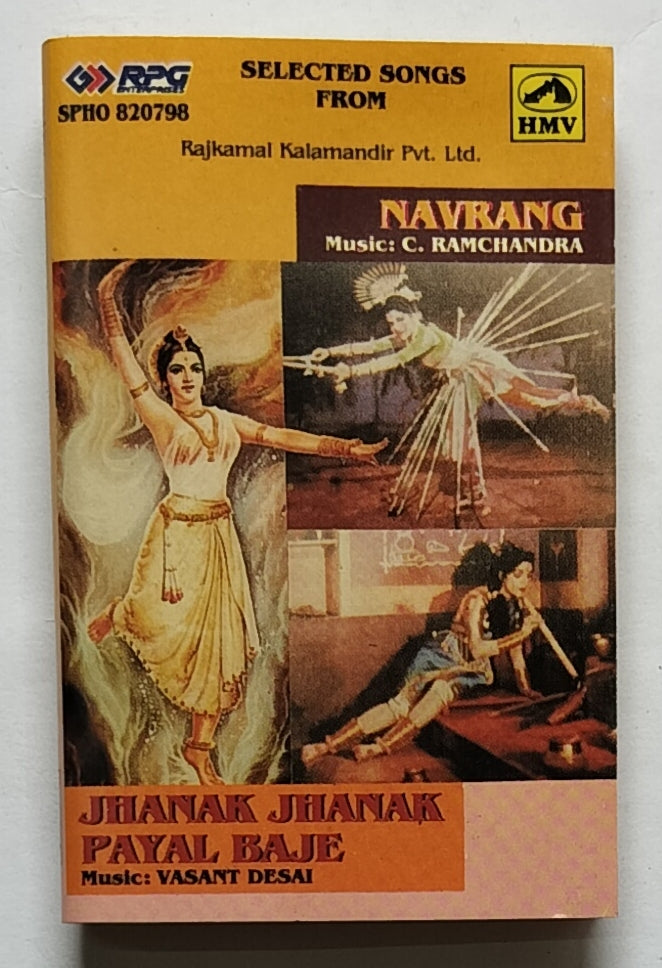 RPG
ENTERPRISES
SPHO 820798
SELECTED SONGS
FROM
HMV
Rajkamal Kalamandir Pvt. Ltd.
NAVRANG
Music: C. RAMCHANDRA
JHANAK JHANAK
PAYAL BAJE
Music: VASANT DESAI